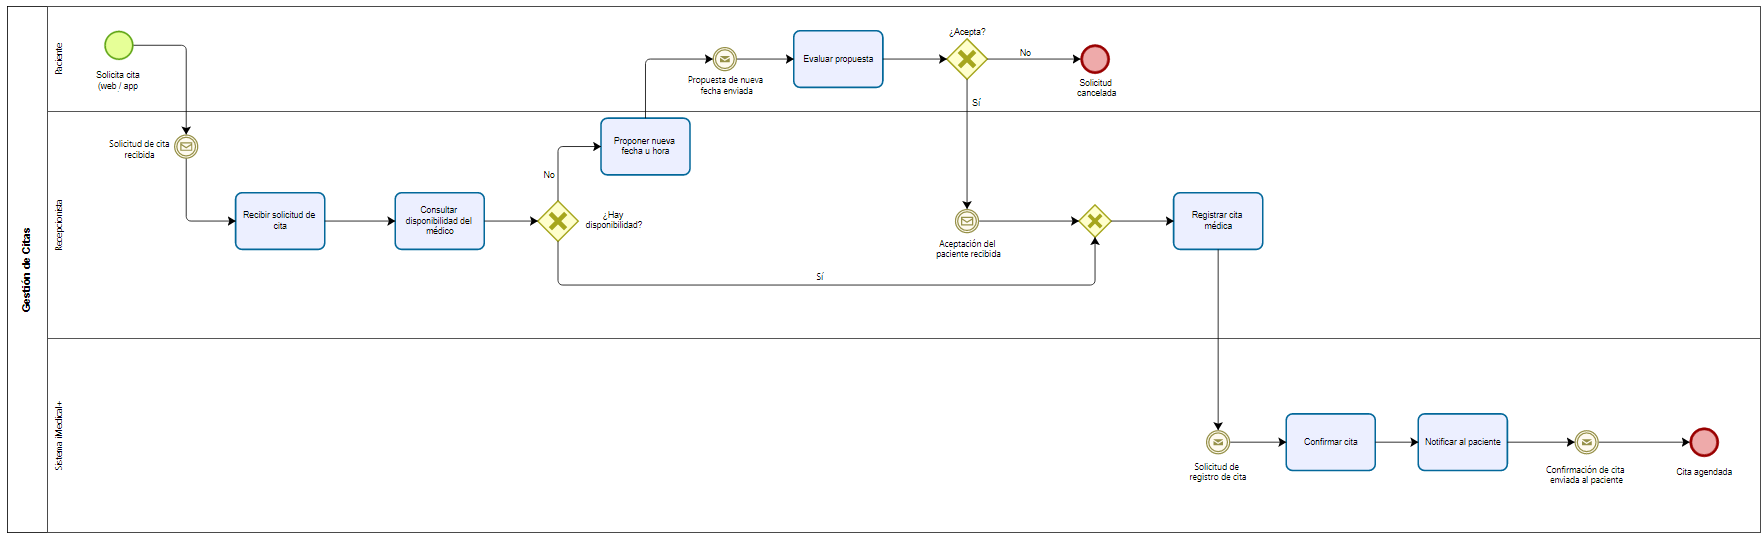 Gestión de Citas
Paciente
Solicita cita
(web / app
Propuesta de nueva
fecha enviada
Evaluar propuesta
¿Acepta?
No
Sí
Solicitud
cancelada
Recepcionista
Solicitud de cita
recibida
Recibir solicitud de
cita
Consultar
disponibilidad del
médico
¿Hay
disponibilidad?
No
Sí
Proponer nueva
fecha u hora
Aceptación del
paciente recibida
Registrar cita
médica
Sistema iMedical+
Solicitud de
registro de cita
Confirmar cita
Notificar al paciente
Confirmación de cita
enviada al paciente
Cita agendada